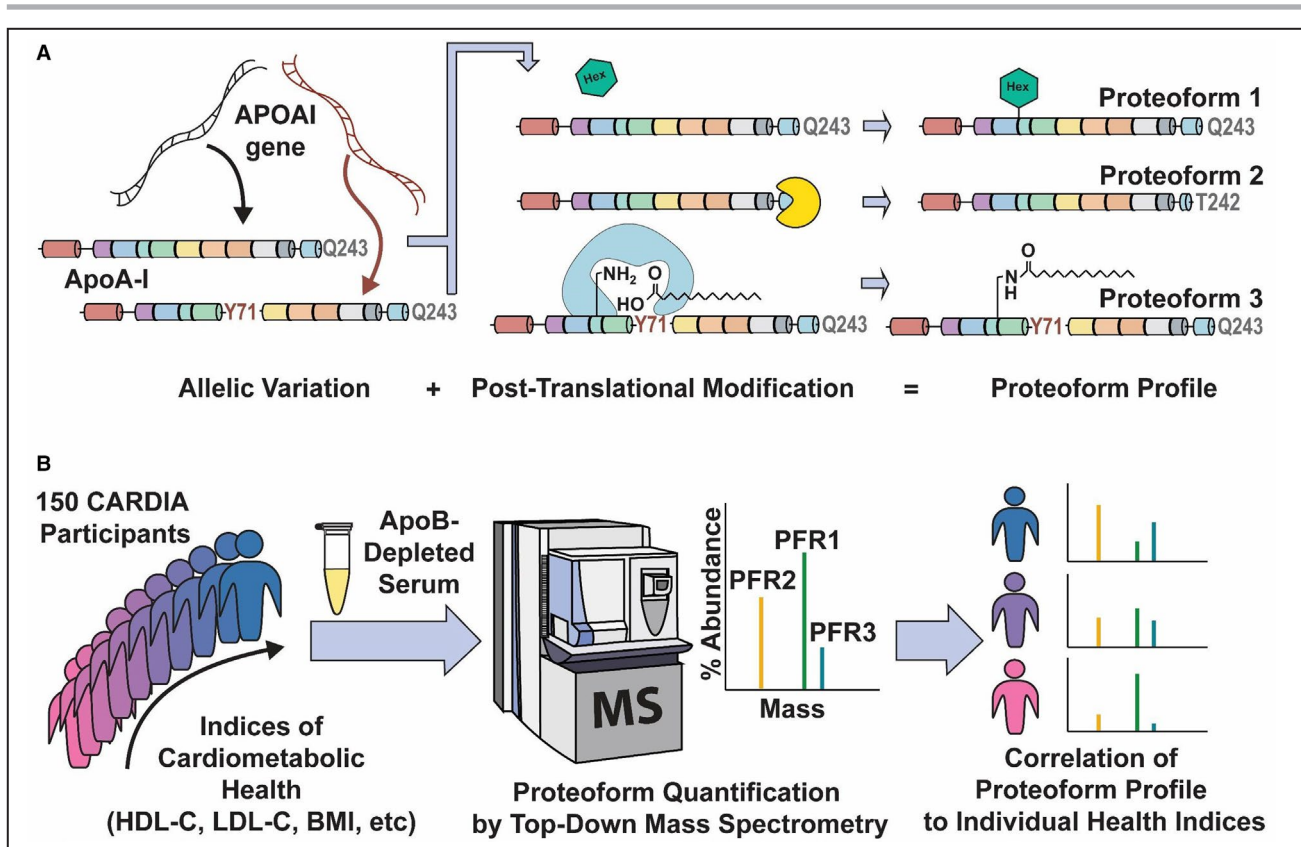 A
APOAI
gene
Q243
ApoA-I
Y71
Q243
Hex
Q243
Hex
Proteoform 1
Q243
Proteoform 2
T242
NH₂
O
HO
Y71
Q243
O
N
H
Proteoform 3
Y71
Q243
Allelic Variation + Post-Translational Modification = Proteoform Profile
B
150 CARDIA
Participants
Indices of
Cardiometabolic
Health
(HDL-C, LDL-C, BMI, etc)
ApoB-
Depleted
Serum
MS
% Abundance
PFR1
PFR2
PFR3
Mass
Proteoform Quantification
by Top-Down Mass Spectrometry
Correlation of
Proteoform Profile
to Individual Health Indices